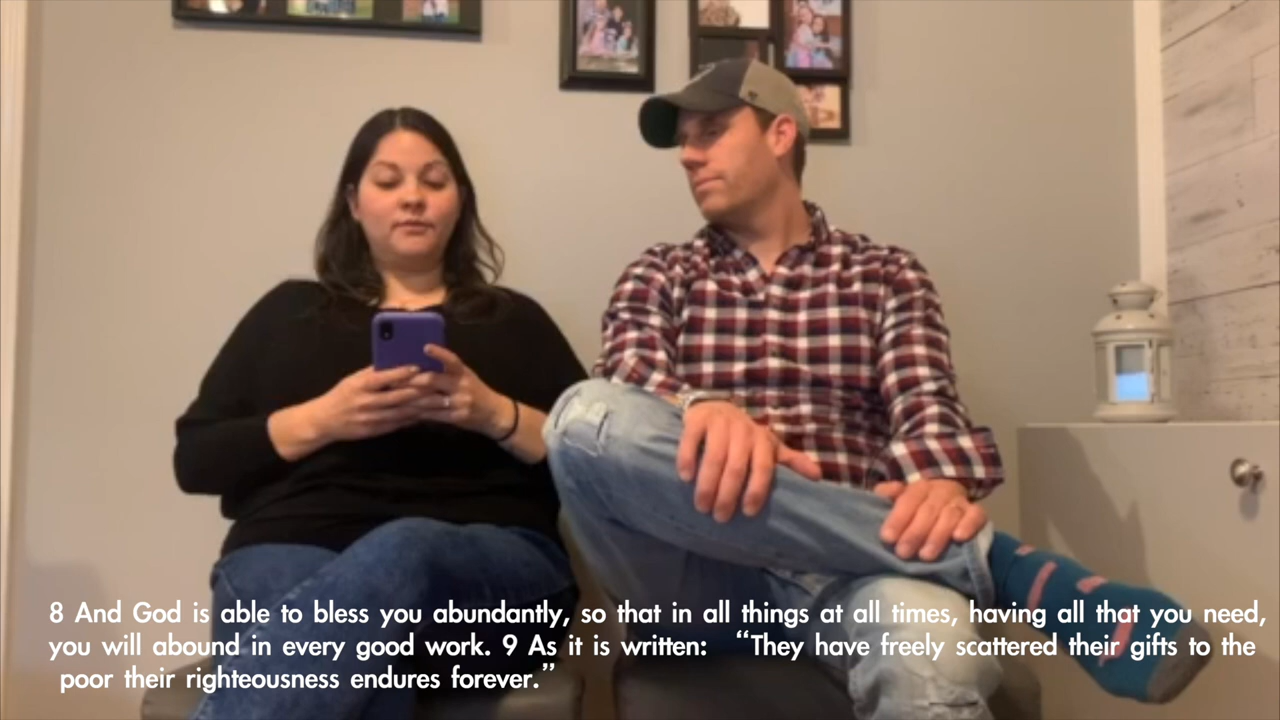 8 And God is able to bless you abundantly, so that in all things at all times, having all that you need,
you will abound in every good work. 9 As it is written: “They have freely scattered their gifts to the
poor their righteousness endures forever.”